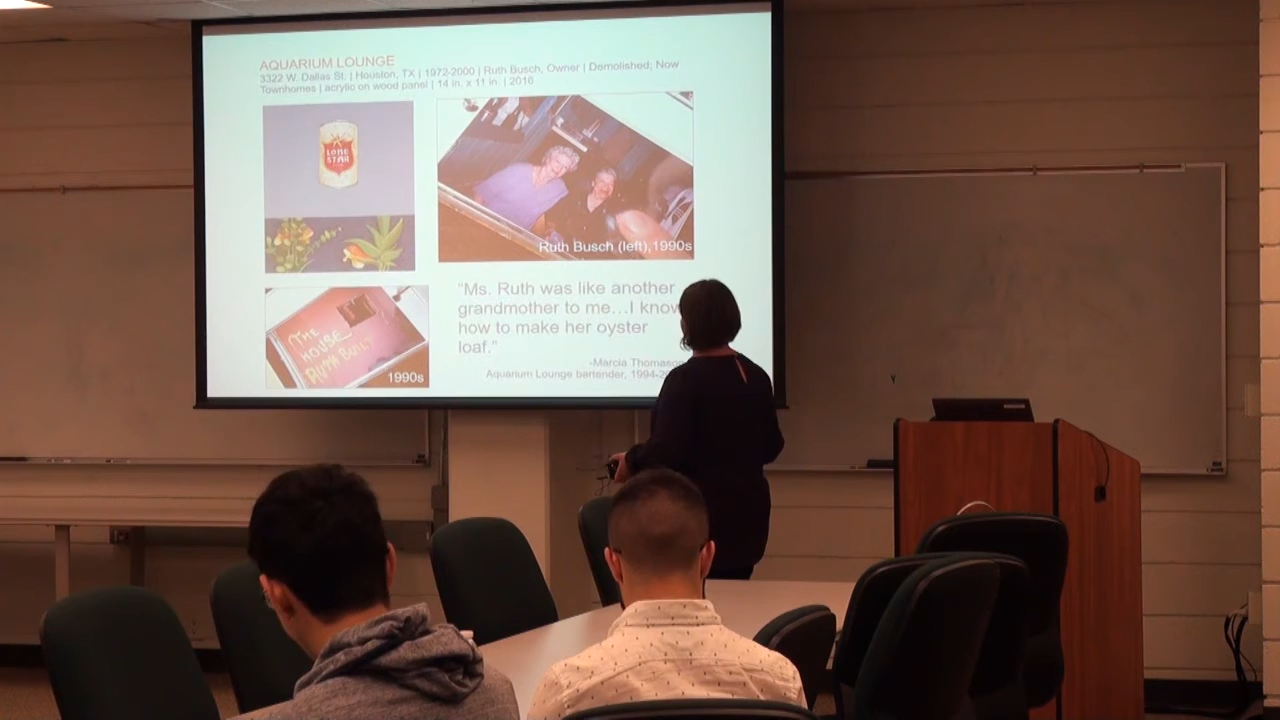 AQUARIUM LOUNGE
3322 W. Dallas St. | Houston, TX | 1972-2000 | Ruth Busch, Owner | Demolished; Now
Townhomes | acrylic on wood panel | 14 in. x 11 in. | 2016
LONE
STAR
Ruth Busch (left),1990s
THE
HOUSE
RUTH BUILT
1990s
"Ms. Ruth was like another
grandmother to me…I know
how to make her oyster
loaf."
-Marcia Thomason
Aquarium Lounge bartender, 1994-